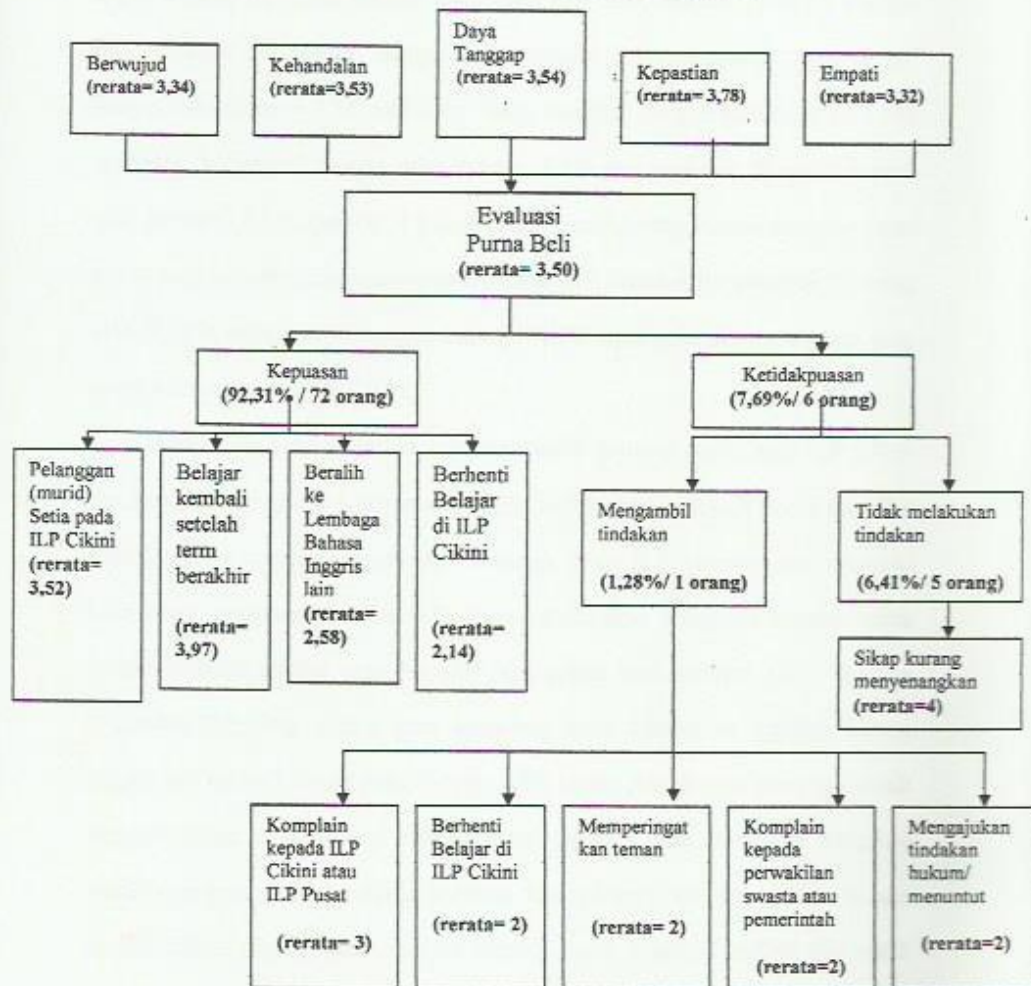 Berwujud
(rerata= 3,34)
Kehandalan
(rerata=3,53)
Daya
Tanggap
(rerata= 3,54)
Kepastian
(rerata= 3,78)
Empati
(rerata=3,32)
Evaluasi
Purna Beli
(rerata= 3,50)
Kepuasan
(92,31% / 72 orang)
Ketidakpuasan
(7,69%/ 6 orang)
Pelanggan
(murid)
Setia pada
ILP Cikini
(rerata=
3,52)
Belajar
kembali
setelah
term
berakhir
(rerata=
3,97)
Beralih
ke
Lembaga
Bahasa
Inggris
lain
(rerata=
2,58)
Berhenti
Belajar
di ILP
Cikini
(rerata=
2,14)
Mengambil
tindakan
(1,28%/ 1 orang)
Tidak melakukan
tindakan
(6,41%/ 5 orang)
Sikap kurang
menyenangkan
(rerata=4)
Komplain
kepada ILP
Cikini atau
ILP Pusat
(rerata= 3)
Berhenti
Belajar di
ILP Cikini
(rerata= 2)
Memperingat
kan teman
(rerata= 2)
Komplain
kepada
perwakilan
swasta atau
pemerintah
(rerata=2)
Mengajukan
tindakan
hukum/
menuntut
(rerata=2)